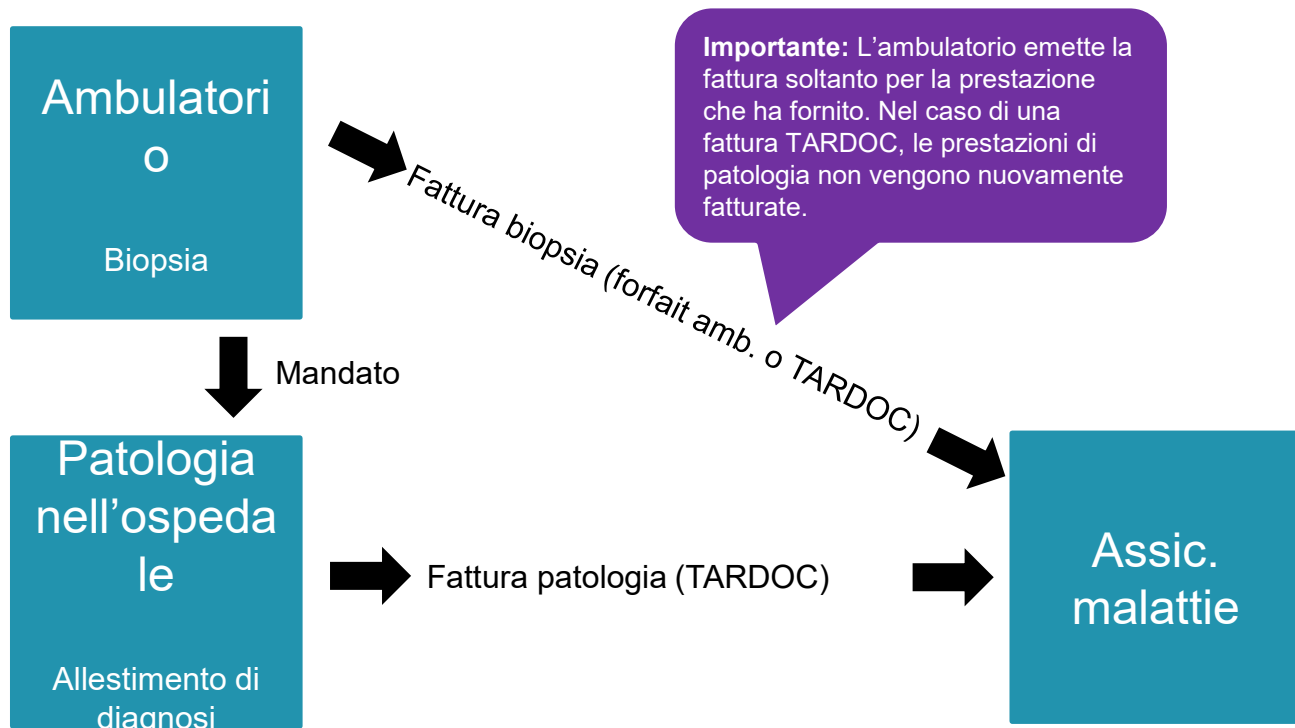 Ambulatori
o
Biopsia
Importante: L’ambulatorio emette la
fattura soltanto per la prestazione
che ha fornito. Nel caso di una
fattura TARDOC, le prestazioni di
patologia non vengono nuovamente
fatturate.
Fattura biopsia (forfait amb. o TARDOC)
Mandato
Patologia
nell’ospeda
le
Allestimento di
diagnosi
Fattura patologia (TARDOC)
Assic.
malattie